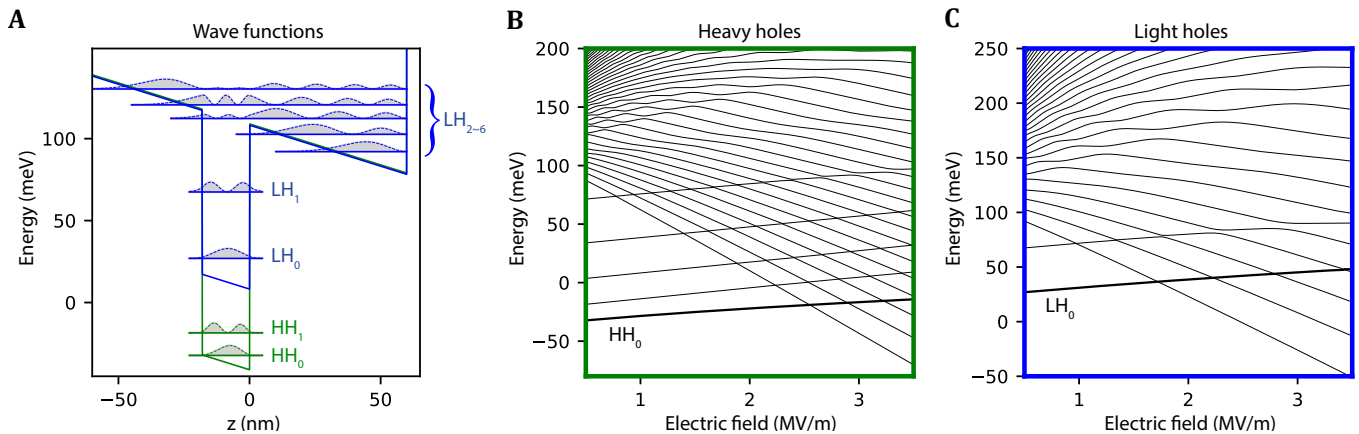 A
Wave functions
Energy (meV)
100
50
0
−50
0
50
z (nm)
LH2~6
LH1
LH0
HH1
HH0
B
Heavy holes
Energy (meV)
200
150
100
50
0
−50
1
2
3
Electric field (MV/m)
HH0
C
Light holes
Energy (meV)
250
200
150
100
50
0
−50
1
2
3
Electric field (MV/m)
LH0